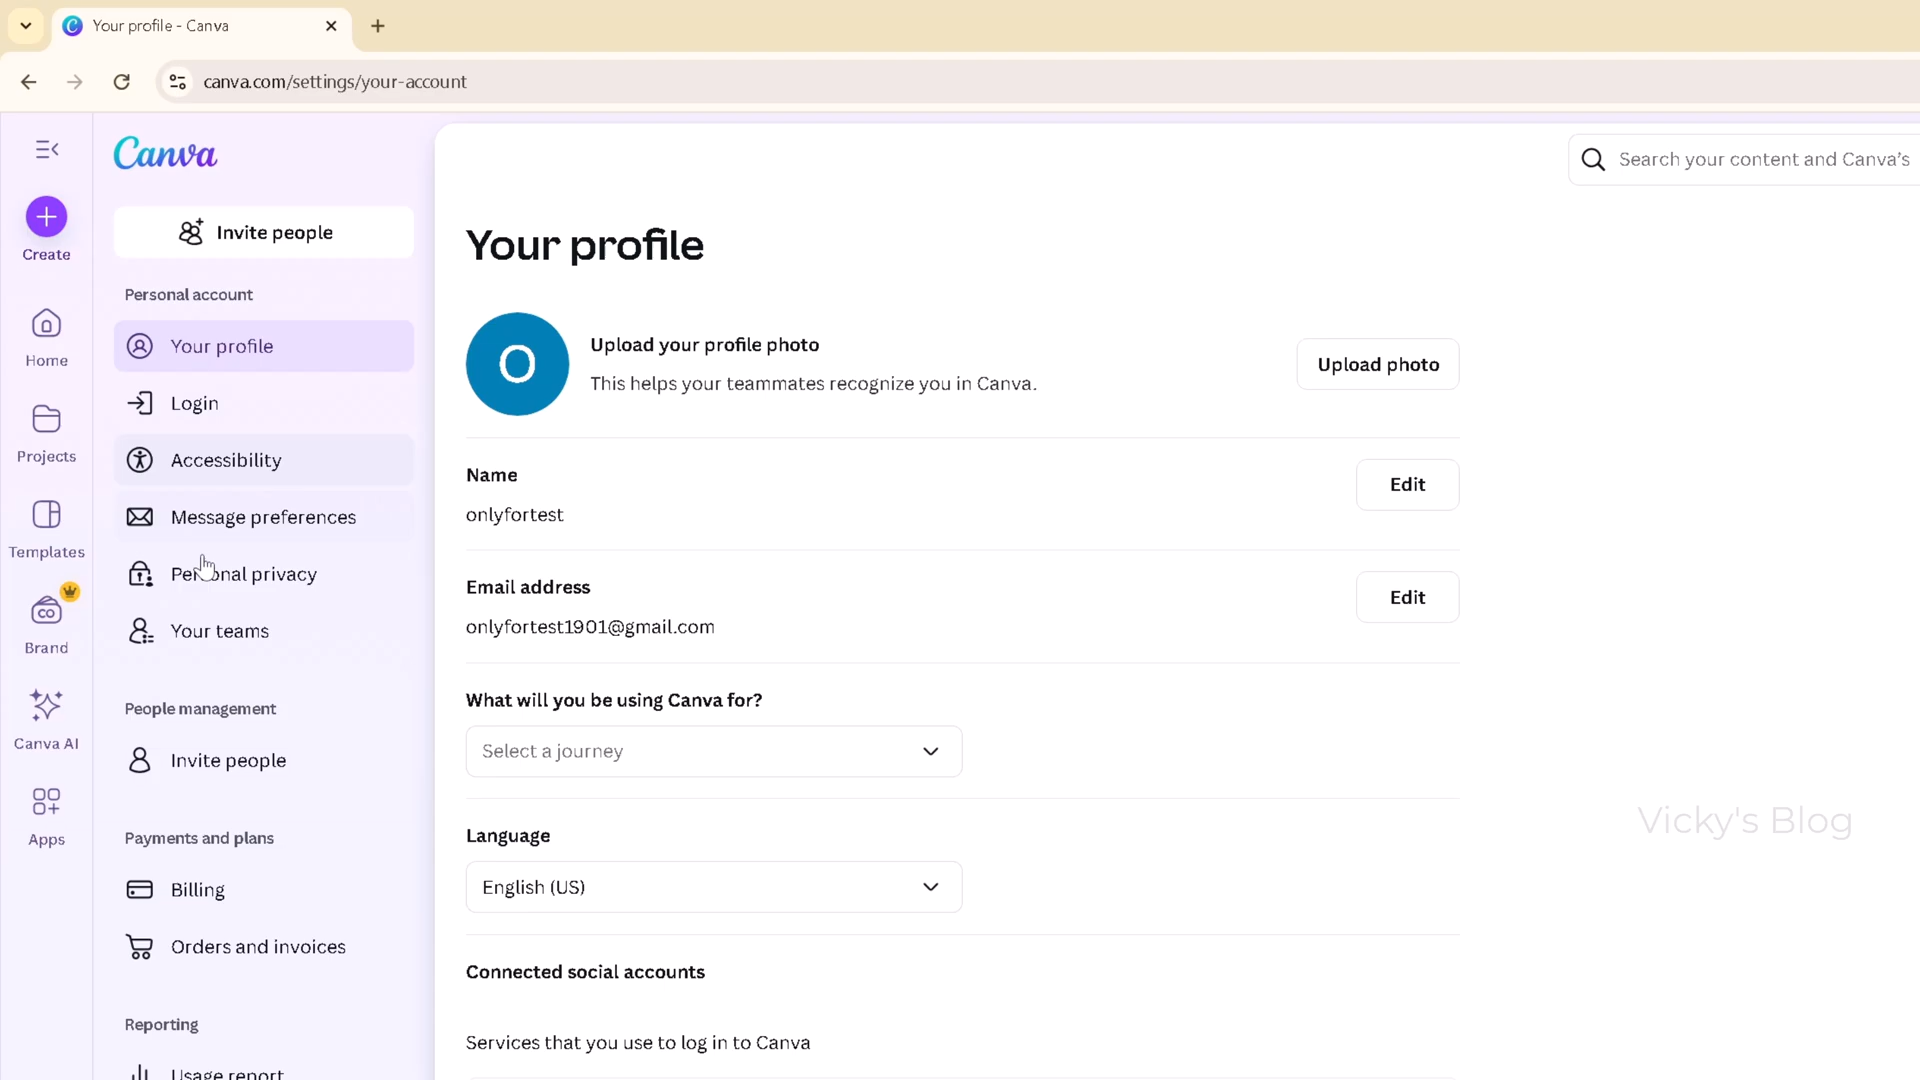 Your profile - Canva
canva.com/settings/your-account
Canva
Search your content and Canva's
Create
Home
Projects
Templates
Brand
Canva AI
Apps
Invite people
Personal account
Your profile
Login
Accessibility
Message preferences
Personal privacy
Your teams
People management
Invite people
Payments and plans
Billing
Orders and invoices
Reporting
Usage report
Your profile
O
Upload your profile photo
This helps your teammates recognize you in Canva.
Upload photo
Name
onlyfortest
Edit
Email address
onlyfortest1901@gmail.com
Edit
What will you be using Canva for?
Select a journey
Language
English (US)
Connected social accounts
Services that you use to log in to Canva
Vicky's Blog